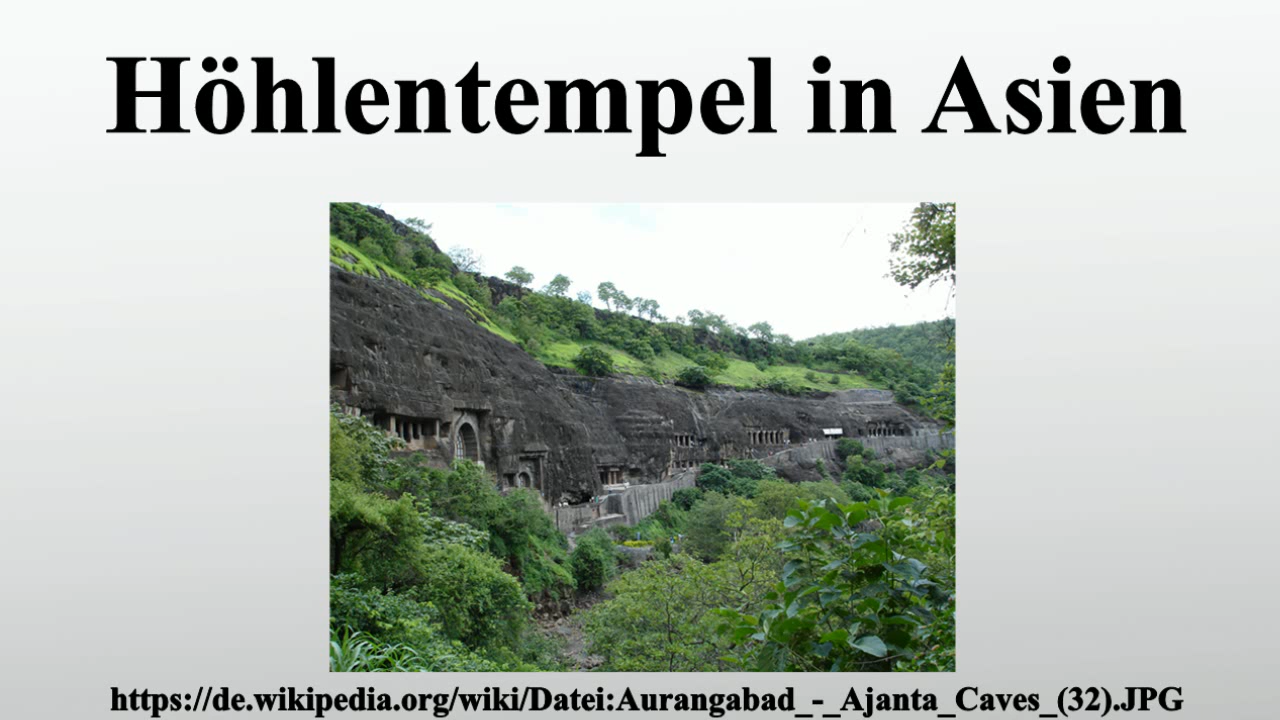 Höhlentempel in Asien
https://de.wikipedia.org/wiki/Datei:Aurangabad_-_Ajanta_Caves_(32).JPG